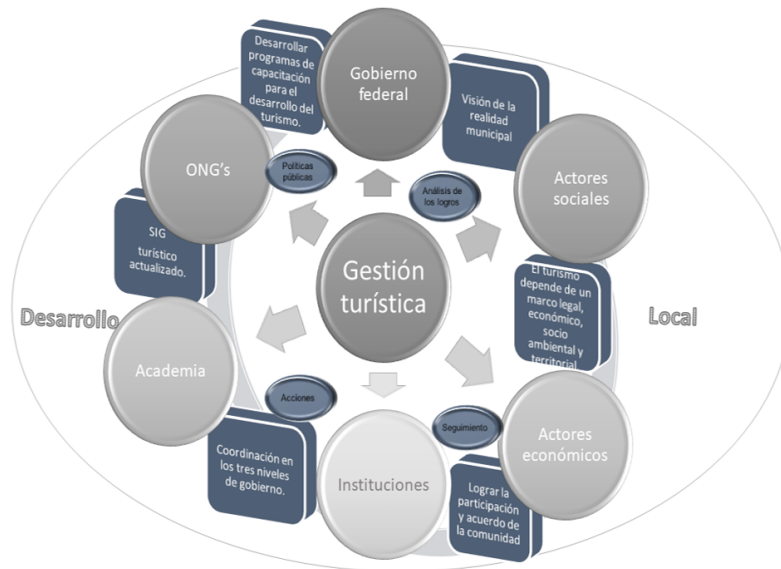 Desarrollar
programas de
capacitación
para el
desarrollo del
turismo.
Gobierno
federal
Visión de la
realidad
municipal
ONG's
Políticas
públicas
Análisis de
los logros
Actores
sociales
SIG
turístico
actualizado.
Gestión
turística
El turismo
depende de un
marco legal,
económico,
socio
ambiental y
territorial
Desarrollo
Local
Academia
Acciones
Seguimiento
Actores
económicos
Coordinación en
los tres niveles
de gobierno.
Instituciones
Lograr la
participación
y acuerdo de
la comunidad